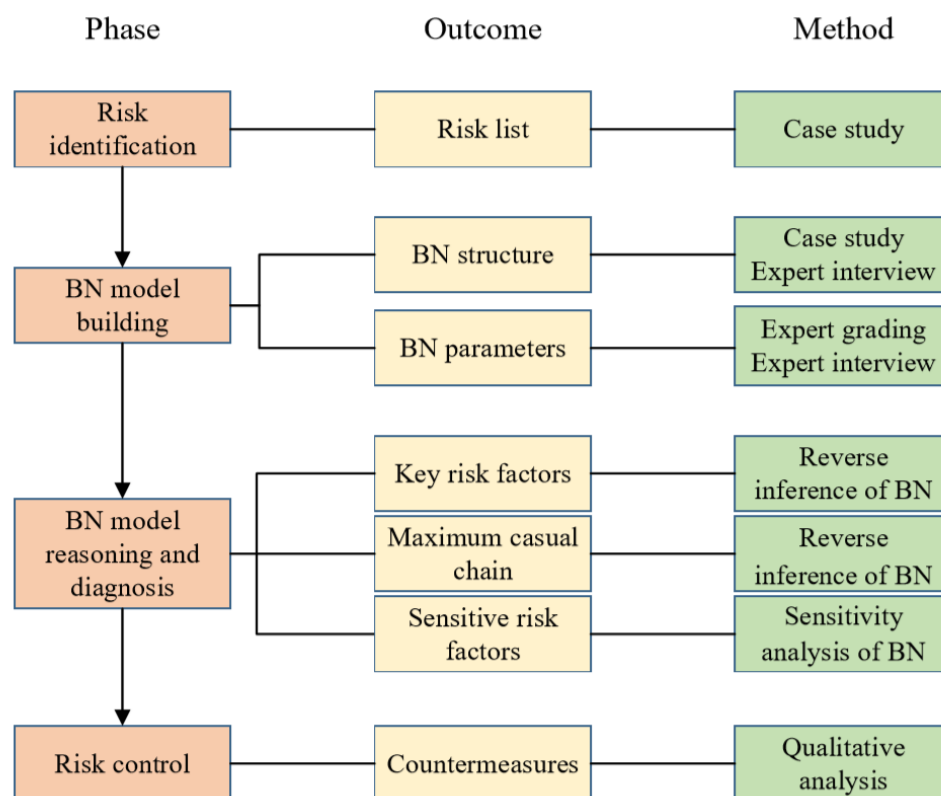 Phase
Outcome
Method
Risk
identification
Risk list
Case study
BN model
building
BN structure
Case study
Expert interview
BN parameters
Expert grading
Expert interview
BN model
reasoning and
diagnosis
Key risk factors
Reverse
inference of BN
Maximum casual
chain
Reverse
inference of BN
Sensitive risk
factors
Sensitivity
analysis of BN
Risk control
Countermeasures
Qualitative
analysis